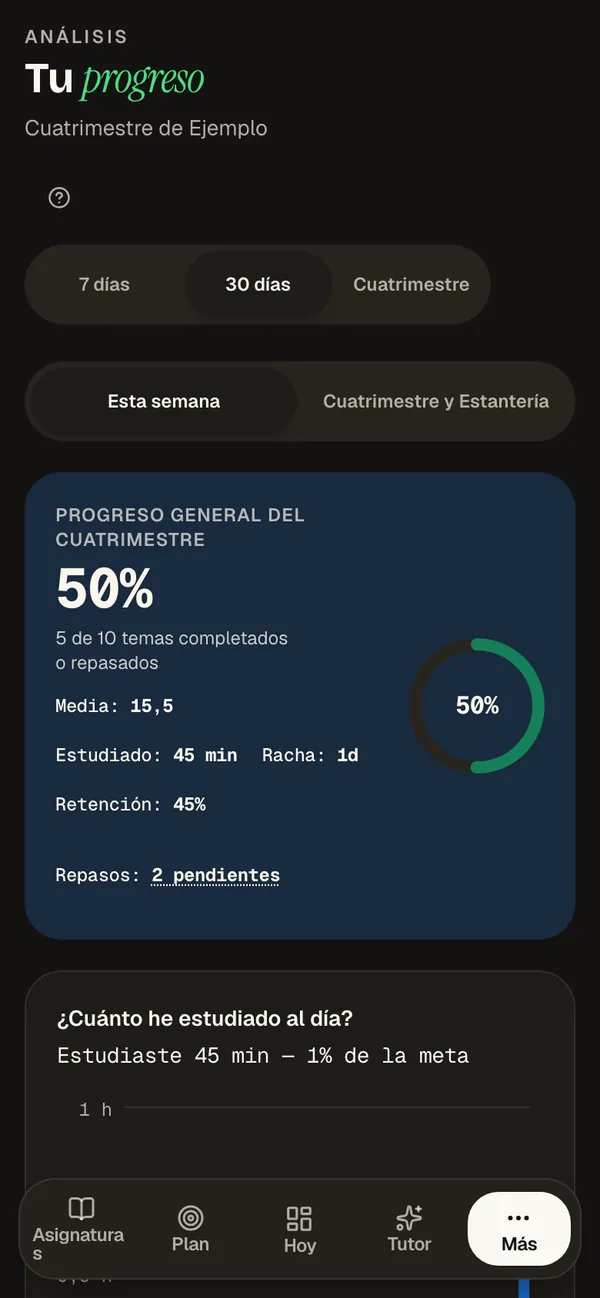 ANÁLISIS
Tu progreso
Cuatrimestre de Ejemplo
7 días
30 días
Cuatrimestre
Esta semana
Cuatrimestre y Estantería
PROGRESO GENERAL DEL
CUATRIMESTRE
50%
5 de 10 temas completados
o repasados
Media: 15,5
50%
Estudiado: 45 min Racha: 1d
Retención: 45%
Repasos: 2 pendientes
¿Cuánto he estudiado al día?
Estudiaste 45 min — 1% de la meta
1 h
Asignatura
s
Plan
Hoy
Tutor
Más